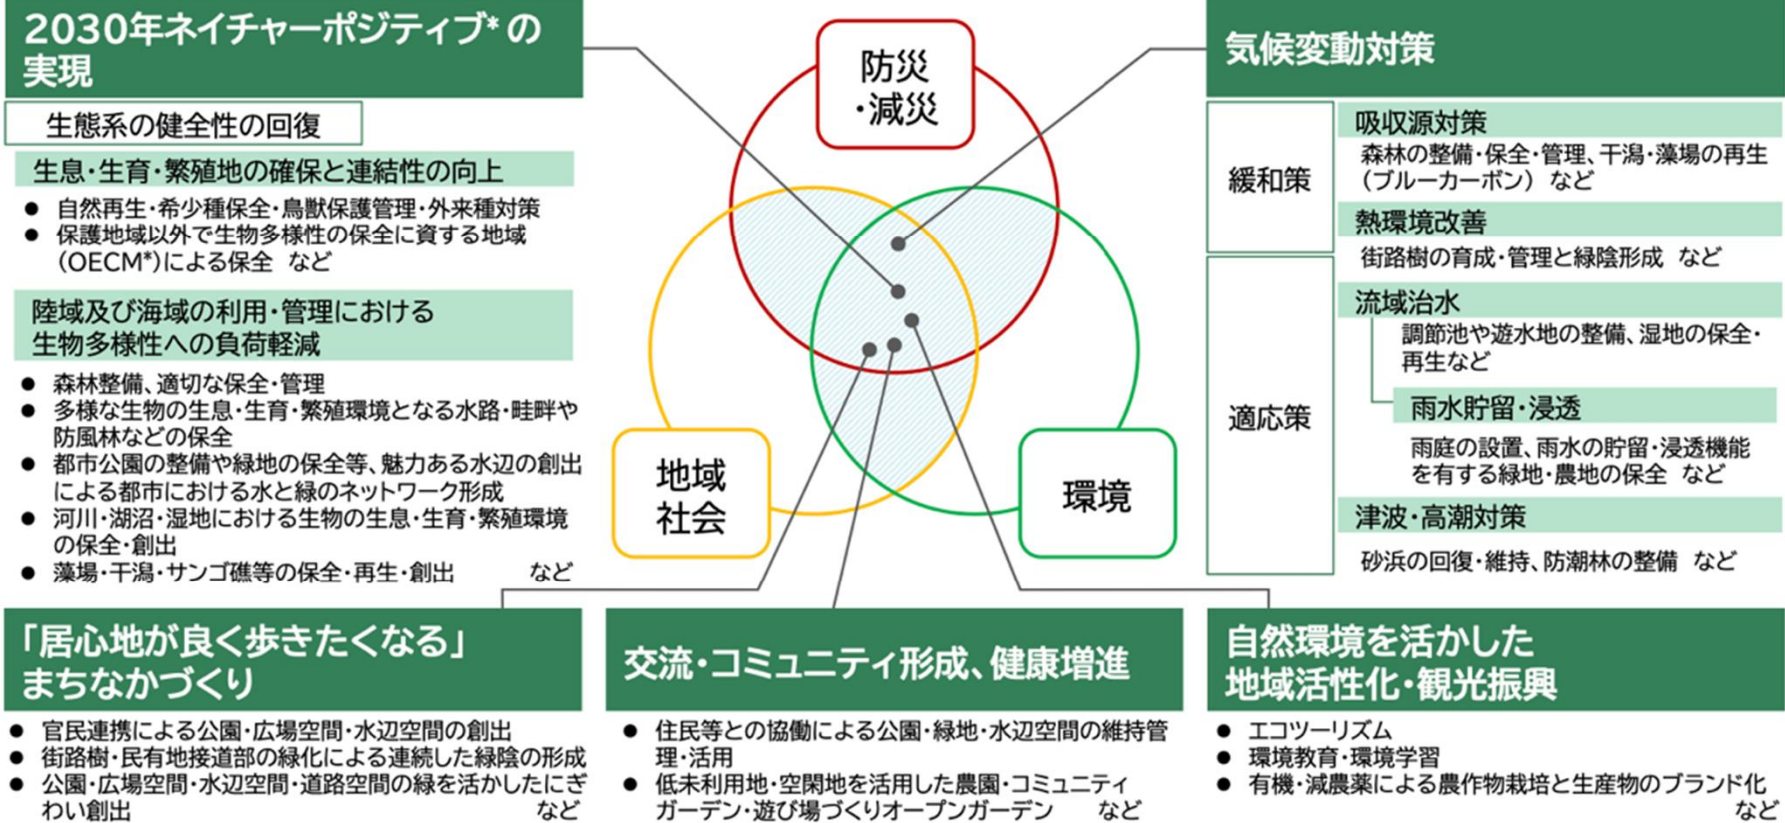 2030年ネイチャーポジティブ*の
実現
生態系の健全性の回復
生息・生育・繁殖地の確保と連結性の向上
● 自然再生・希少種保全・鳥獣保護管理・外来種対策
● 保護地域以外で生物多様性の保全に資する地域
(OECM*)による保全 など
陸域及び海域の利用・管理における
生物多様性への負荷軽減
● 森林整備、適切な保全・管理
● 多様な生物の生息・生育・繁殖環境となる水路・畦畔や
防風林などの保全
● 都市公園の整備や緑地の保全等、魅力ある水辺の創出
による都市における水と緑のネットワーク形成
● 河川・湖沼・湿地における生物の生息・生育・繁殖環境
の保全・創出
● 藻場・干潟・サンゴ礁等の保全・再生・創出 など
防災
・減災
地域
社会
環境
気候変動対策
緩和策
吸収源対策
森林の整備・保全・管理、干潟・藻場の再生
(ブルーカーボン) など
熱環境改善
街路樹の育成・管理と緑陰形成 など
適応策
流域治水
調節池や遊水地の整備、湿地の保全・
再生など
雨水貯留・浸透
雨庭の設置、雨水の貯留・浸透機能
を有する緑地・農地の保全 など
津波・高潮対策
砂浜の回復・維持、防潮林の整備 など
「居心地が良く歩きたくなる」
まちなかづくり
● 官民連携による公園・広場空間・水辺空間の創出
● 街路樹・民有地接道部の緑化による連続した緑陰の形成
● 公園・広場空間・水辺空間・道路空間の緑を活かしたにぎ
わい創出 など
交流・コミュニティ形成、健康増進
● 住民等との協働による公園・緑地・水辺空間の維持管
理・活用
● 低未利用地・空閑地を活用した農園・コミュニティ
ガーデン・遊び場づくりオープンガーデン など
自然環境を活かした
地域活性化・観光振興
● エコツーリズム
● 環境教育・環境学習
● 有機・減農薬による農作物栽培と生産物のブランド化
など